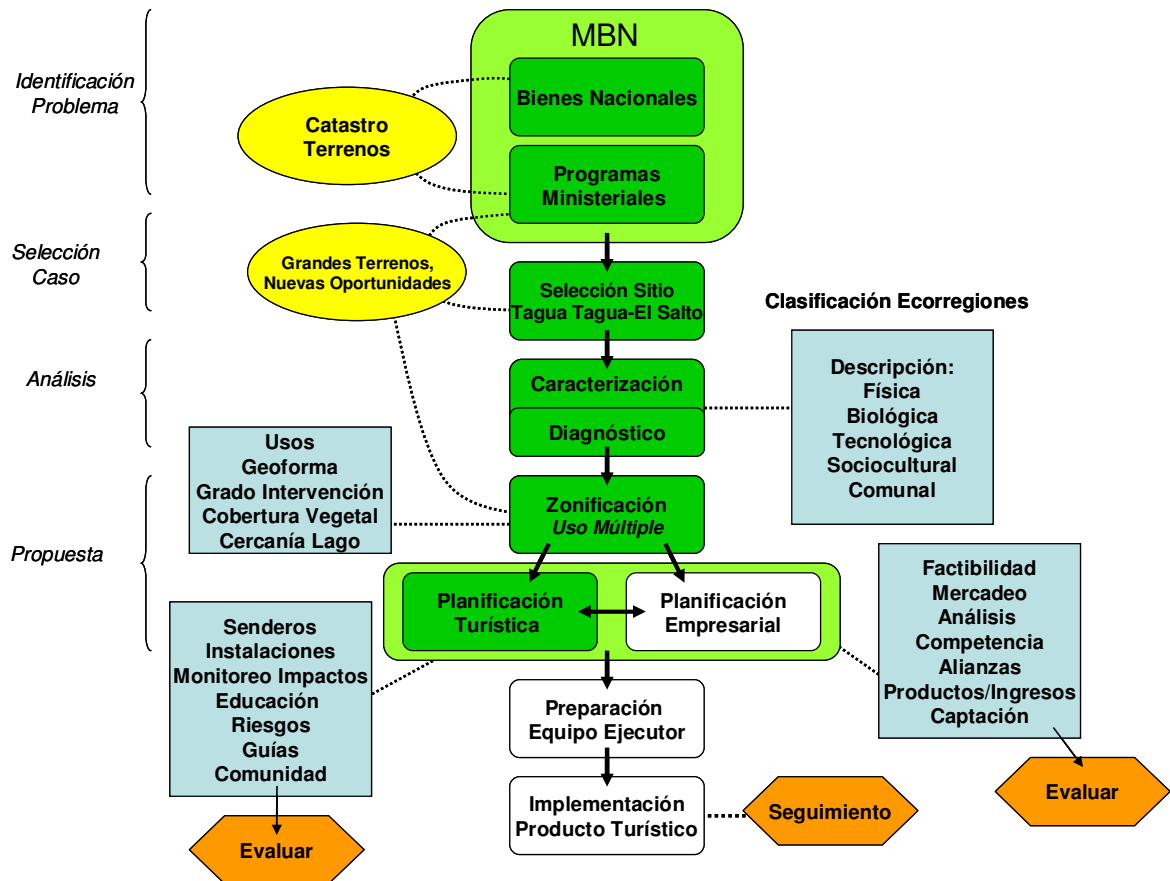 MBN
Identificación
Problema
Bienes Nacionales
Catastro
Terrenos
Programas
Ministeriales
Selección
Caso
Grandes Terrenos,
Nuevas Oportunidades
Selección Sitio
Tagua Tagua-El Salto
Clasificación Ecorregiones
Análisis
Caracterización
Diagnóstico
Descripción:
Física
Biológica
Tecnológica
Sociocultural
Comunal
Usos
Geoforma
Grado Intervención
Cobertura Vegetal
Cercanía Lago
Zonificación
Uso Múltiple
Propuesta
Planificación
Turística
Planificación
Empresarial
Factibilidad
Mercadeo
Análisis
Competencia
Alianzas
Productos/Ingresos
Captación
Senderos
Instalaciones
Monitoreo Impactos
Educación
Riesgos
Guías
Comunidad
Preparación
Equipo Ejecutor
Implementación
Producto Turístico
Seguimiento
Evaluar
Evaluar